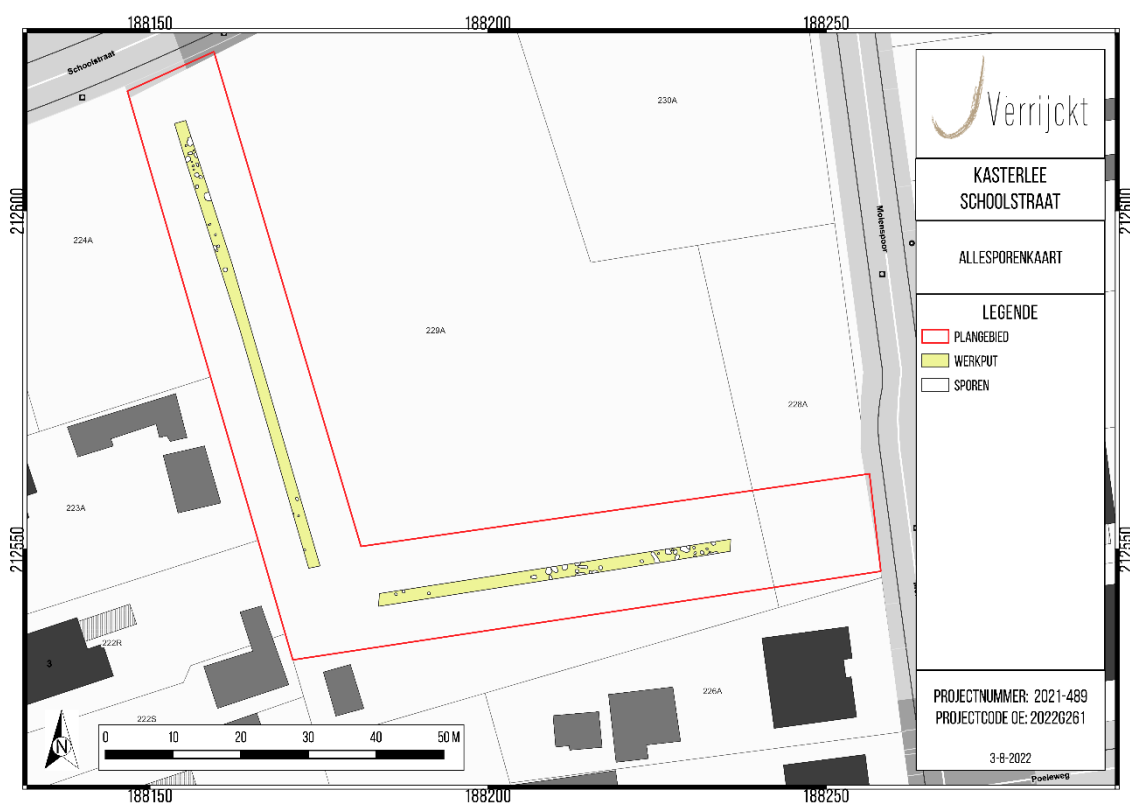 188150
188200
188250
Schoolstraat
230A
Verrijckt
KASTERLEE
SCHOOLSTRAAT
212600
Molenspoor
212600
224A
ALLESPORENKAART
LEGENDE
PLANGEBIED
229A
WERKPUT
SPOREN
228A
223A
212550
212550
222R
3
226A
222S
PROJECTNUMMER: 2021-489
PROJECTCODE OE: 2022G261
N
0 10 20 30 40 50 M
3-8-2022
Poeleweg
188150
188200
188250